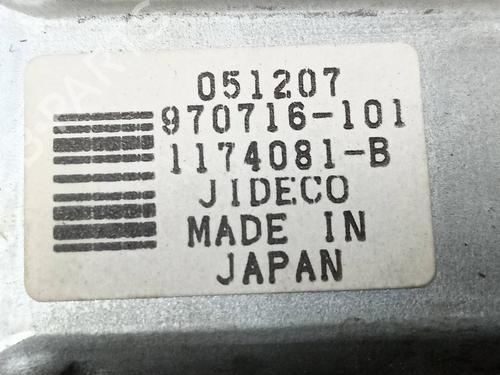 051207
970716-101
1174081-B
JIDECO
MADE IN
JAPAN